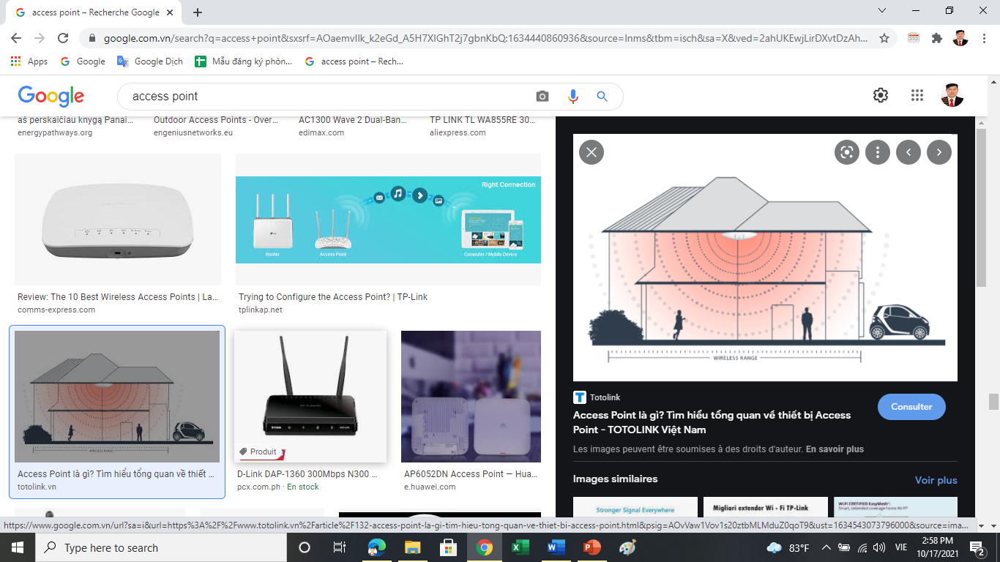 access point – Recherche Google
google.com.vn/search?q=access+point&sxsrf=AOaemvIlk_k2eGd_A5H7XlGhT2j7gbnKbQ:1634440860936&source=lnms&tbm=isch&sa=X&ved=2ahUKEwjLirDXvtDzAh...
Apps
Google
Google Dịch
Mẫu đăng ký phòn...
access point – Rech...
Google
access point
aš perskaičiau knygą Panai...
energypathways.org
Outdoor Access Points - Over...
engeniusnetworks.eu
AC1300 Wave 2 Dual-Ban...
edimax.com
TP LINK TL WA855RE 30...
aliexpress.com
Right Connection
Router
Access Point
Computer / Mobile Device
Review: The 10 Best Wireless Access Points | La...
comms-express.com
Trying to Configure the Access Point? | TP-Link
tplinkap.net
WIRELESS RANGE
D-Link
Produit
Access Point là gì? Tìm hiểu tổng quan về thiết ...
totolink.vn
D-Link DAP-1360 300Mbps N300 ...
pcx.com.ph · En stock
AP6052DN Access Point — Hua...
e.huawei.com
WIRELESS RANGE
Totolink
Access Point là gì? Tìm hiểu tổng quan về thiết bị Access
Point - TOTOLINK Việt Nam
Consulter
Les images peuvent être soumises à des droits d'auteur. En savoir plus
Images similaires
Voir plus
Stronger Signal Everywhere
Migliori extender Wi - Fi TP-Link
Wi-Fi CERTIFIED EasyMesh™:
Smart, extended coverage home Wi-Fi®
https://www.google.com.vn/url?sa=i&url=https%3A%2F%2Fwww.totolink.vn%2Farticle%2F132-access-point-la-gi-tim-hieu-tong-quan-ve-thiet-bi-access-point.html&psig=AOvVaw1Vov1s20ztbMLMduZ0qoT9&ust=1634543073796000&source=ima...
Type here to search
83°F
VIE
2:58 PM
10/17/2021
2